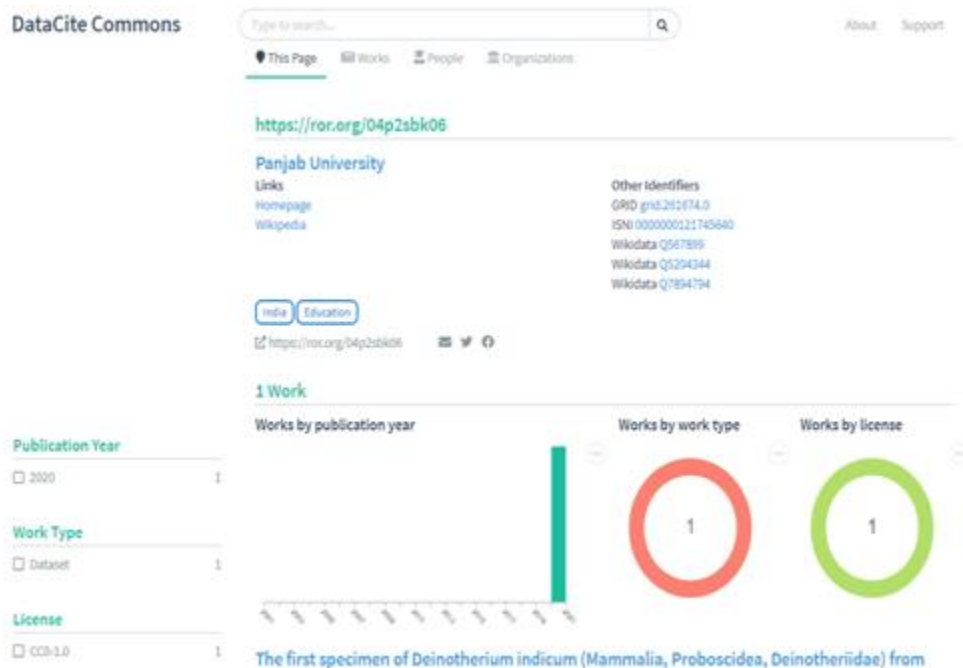 DataCite Commons
Type to search...
About Support
This Page Works People Organizations
https://ror.org/04p2sbk06
Panjab University
Links
Homepage
Wikipedia
Other Identifiers
GRID grid.261674.0
ISNI 0000000121745640
Wikidata Q567899
Wikidata Q5204344
Wikidata Q7894794
India Education
https://ror.org/04p2sbk06
1 Work
Publication Year
2020 1
Work Type
Dataset 1
License
CC0-1.0 1
Works by publication year
Works by work type
1
Works by license
1
The first specimen of Deinotherium indicum (Mammalia, Proboscidea, Deinotheriidae) from